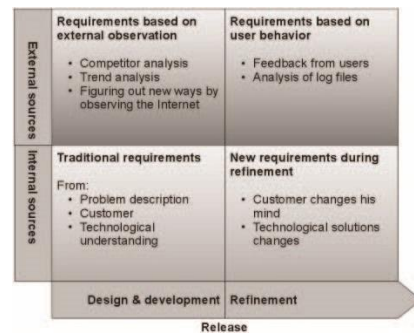 External sources
Requirements based on
external observation
• Competitor analysis
• Trend analysis
• Figuring out new ways by
observing the Internet
Requirements based on
user behavior
• Feedback from users
• Analysis of log files
Internal sources
Traditional requirements
From:
• Problem description
• Customer
• Technological
understanding
New requirements during
refinement
• Customer changes his
mind
• Technological solutions
changes
Design & development
Refinement
Release